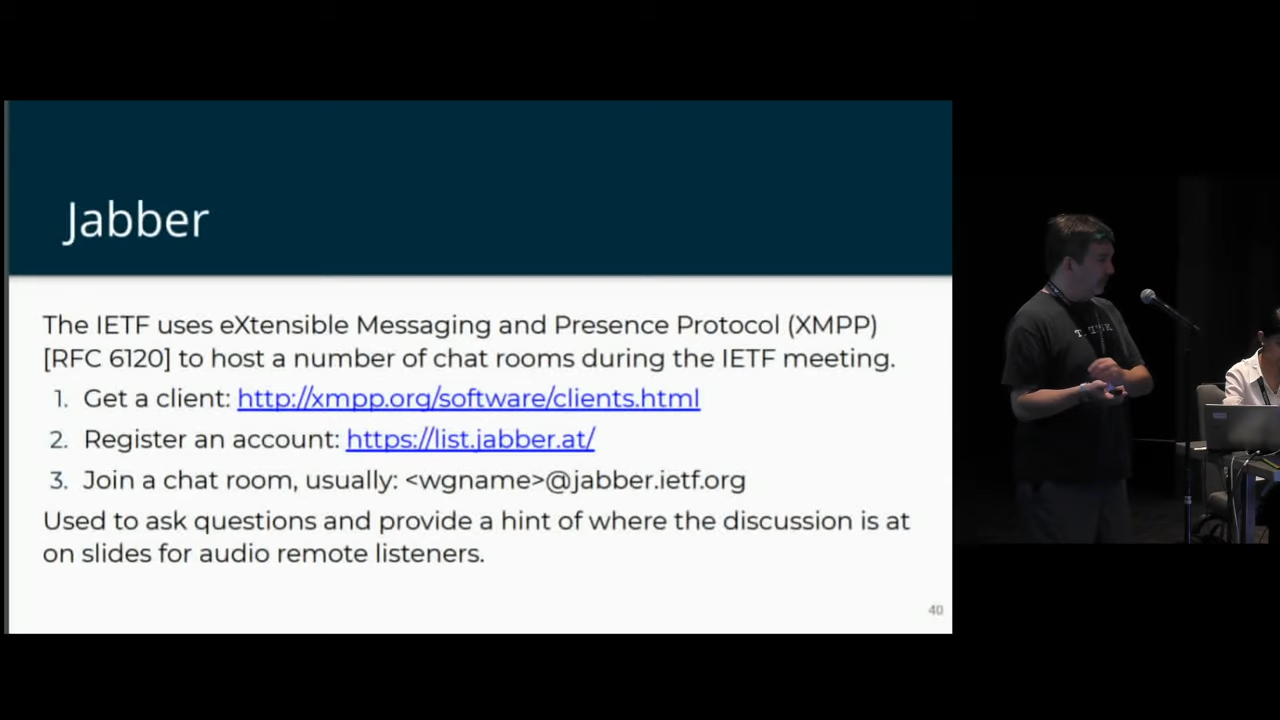 Jabber
The IETF uses eXtensible Messaging and Presence Protocol (XMPP)
[RFC 6120] to host a number of chat rooms during the IETF meeting.
1. Get a client: http://xmpp.org/software/clients.html
2. Register an account: https://list.jabber.at/
3. Join a chat room, usually: <wgname>@jabber.ietf.org
Used to ask questions and provide a hint of where the discussion is at
on slides for audio remote listeners.
40